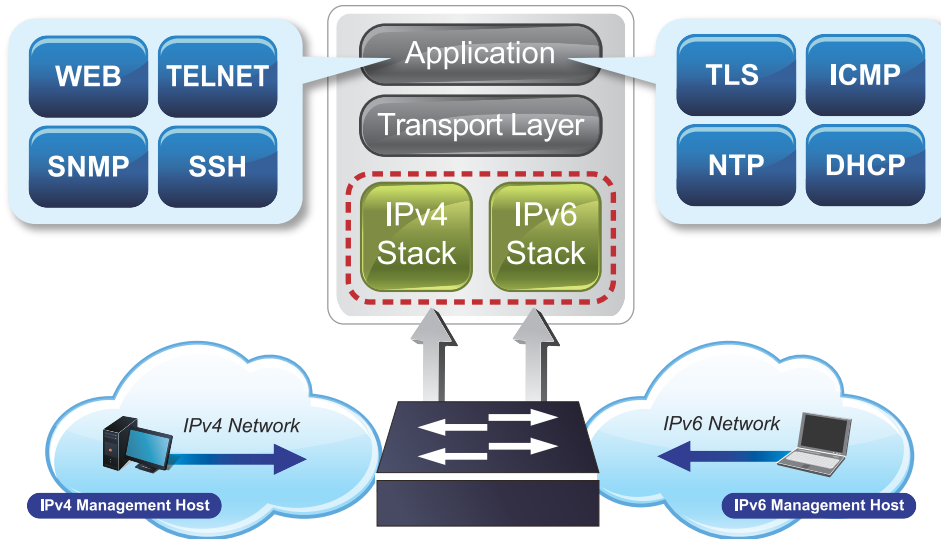 WEB
TELNET
SNMP
SSH
Application
Transport Layer
IPv4
Stack
IPv6
Stack
TLS
ICMP
NTP
DHCP
IPv4 Network
IPv4 Management Host
IPv6 Network
IPv6 Management Host